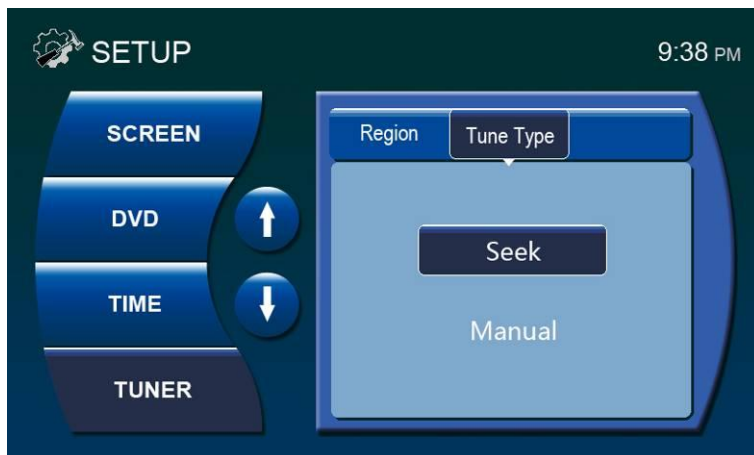 SETUP
9:38 PM
SCREEN
DVD
TIME
TUNER
Region
Tune Type
Seek
Manual